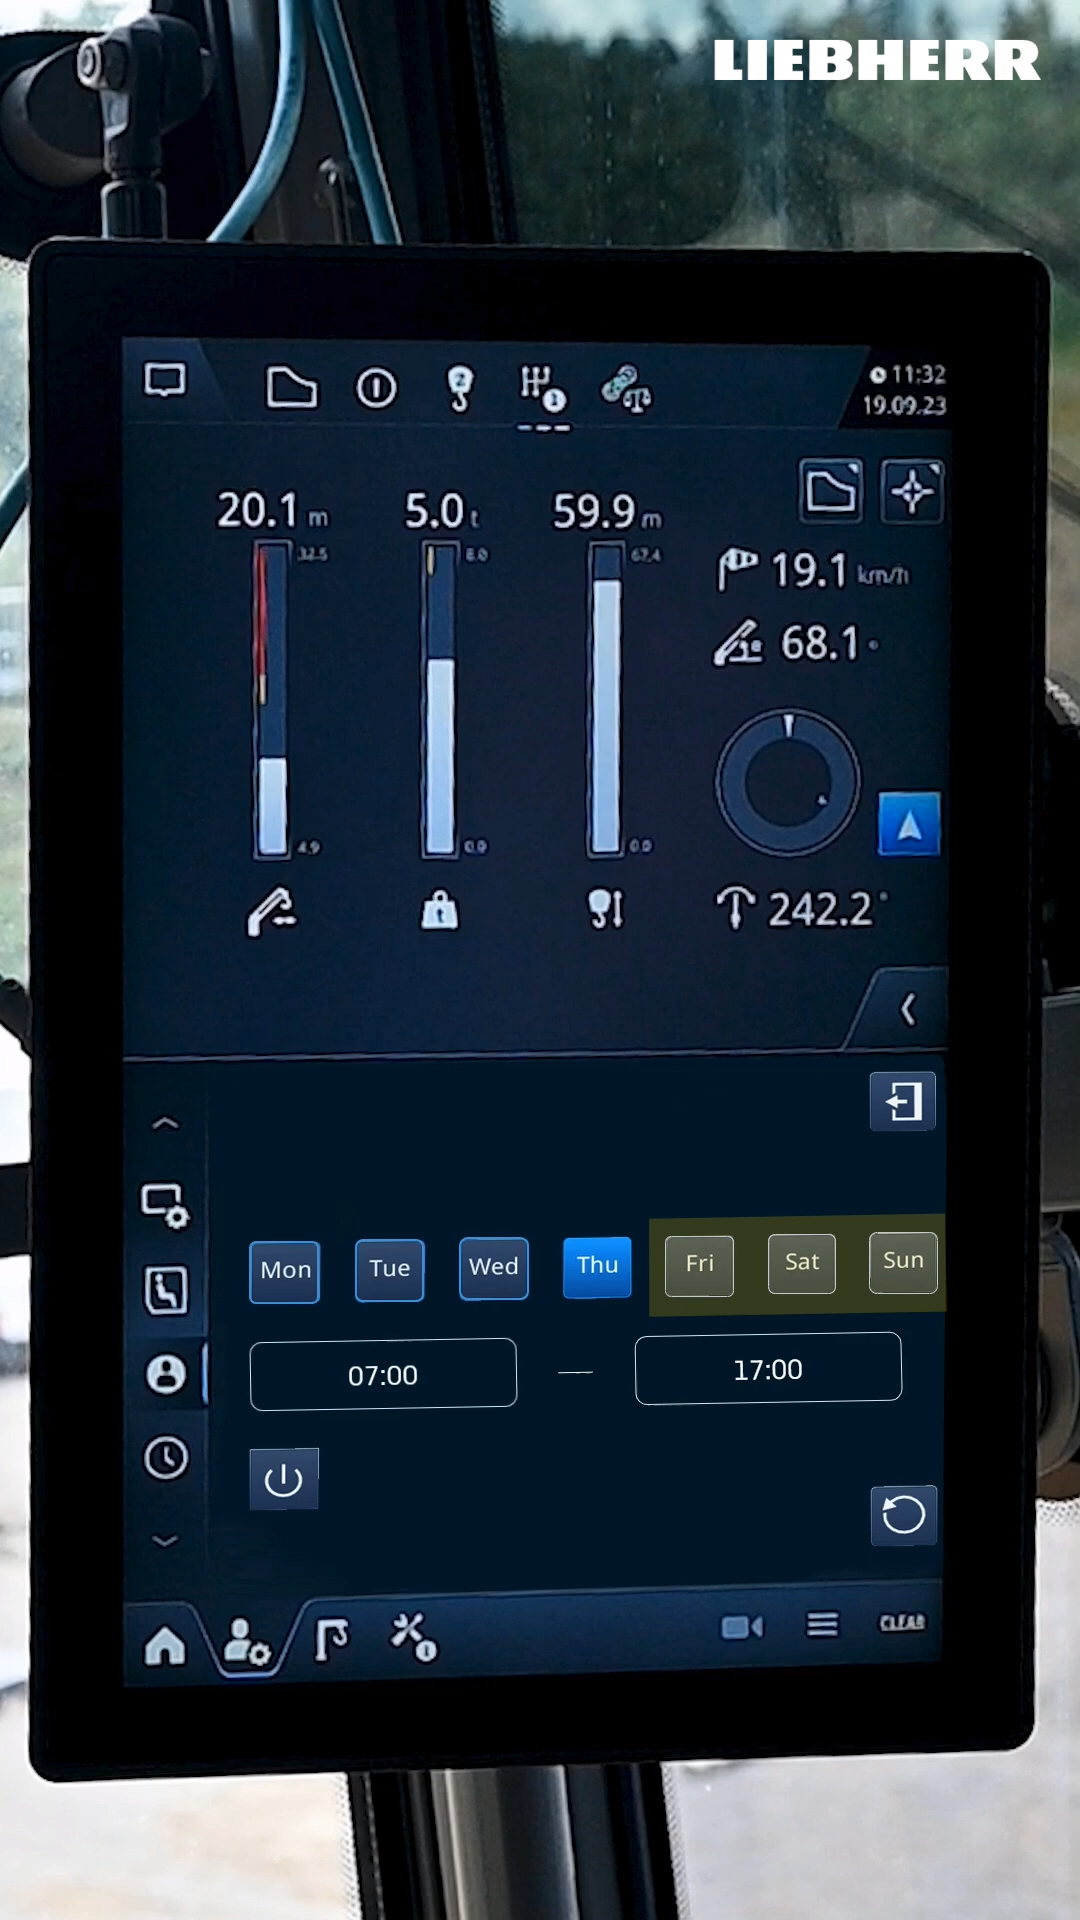 LIEBHERR
11:32
19.09.23
20.1 m
5.0 t
59.9 m
32.5
8.0
67.4
19.1 km/h
68.1 °
4.9
0.0
0.0
t
242.2°
Mon Tue Wed Thu Fri Sat Sun
07:00 — 17:00
CLEAR